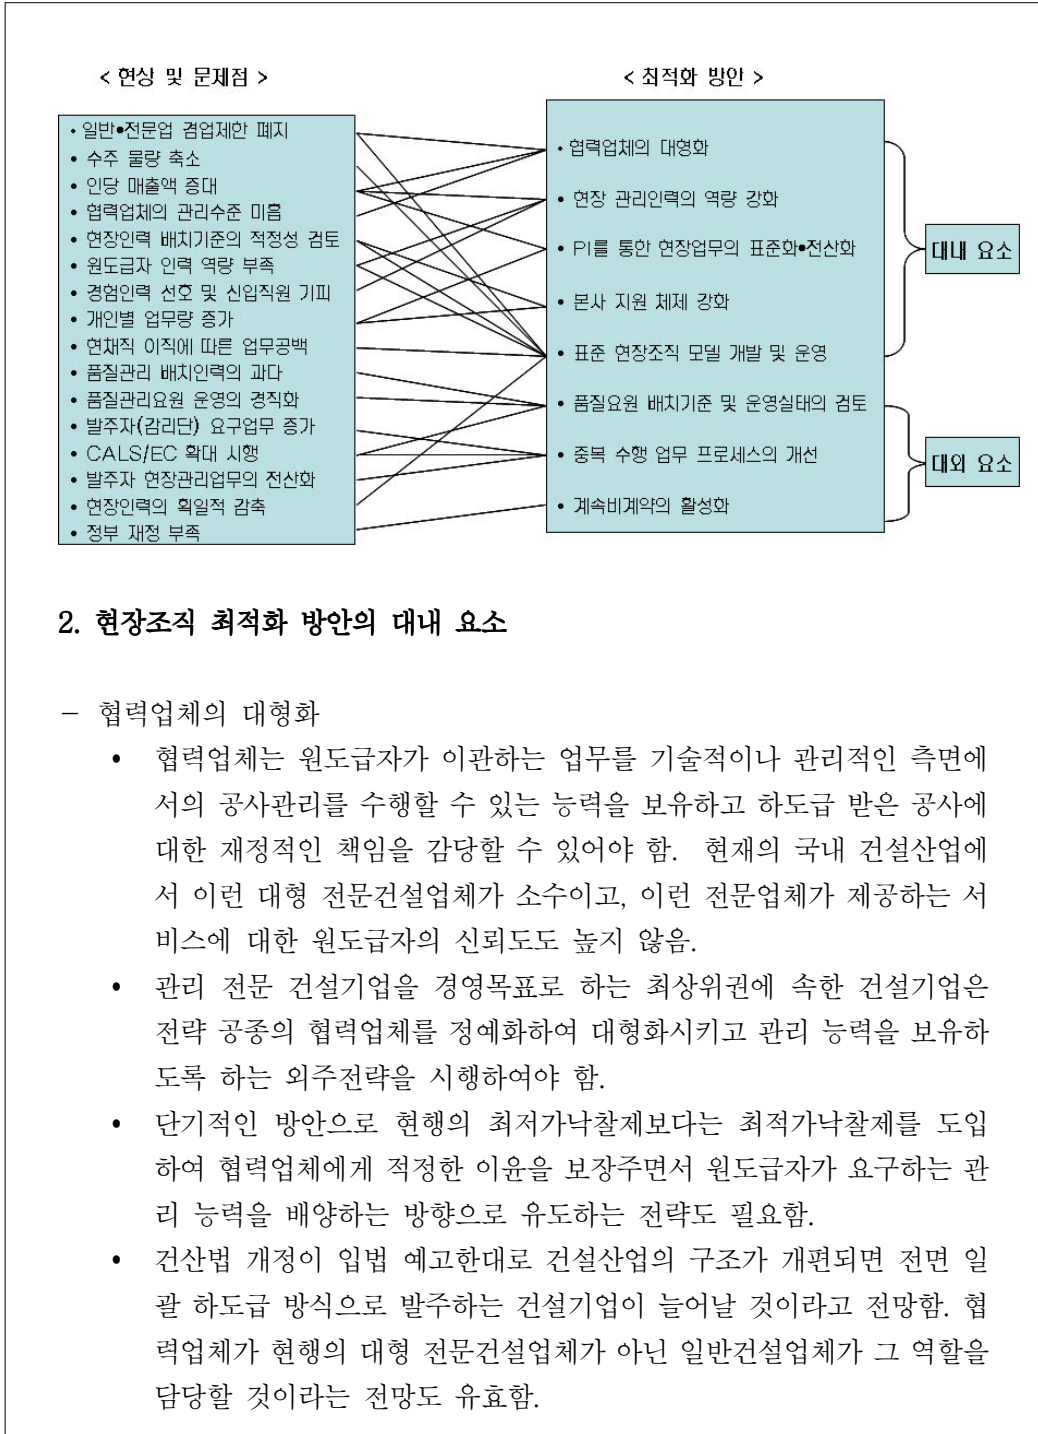 < 현상 및 문제점 >
• 일반•전문업 겸업제한 폐지
• 수주 물량 축소
• 인당 매출액 증대
• 협력업체의 관리수준 미흡
• 현장인력 배치기준의 적정성 검토
• 원도급자 인력 역량 부족
• 경험인력 선호 및 신입직원 기피
• 개인별 업무량 증가
• 현채직 이직에 따른 업무공백
• 품질관리 배치인력의 과다
• 품질관리요원 운영의 경직화
• 발주자(감리단) 요구업무 증가
• CALS/EC 확대 시행
• 발주자 현장관리업무의 전산화
• 현장인력의 획일적 감축
• 정부 재정 부족
< 최적화 방안 >
• 협력업체의 대형화
• 현장 관리인력의 역량 강화
• PI를 통한 현장업무의 표준화•전산화
• 본사 지원 체제 강화
• 표준 현장조직 모델 개발 및 운영
• 품질요원 배치기준 및 운영실태의 검토
• 중복 수행 업무 프로세스의 개선
• 계속비계약의 활성화
대내 요소
대외 요소
2. 현장조직 최적화 방안의 대내 요소
- 협력업체의 대형화
• 협력업체는 원도급자가 이관하는 업무를 기술적이나 관리적인 측면에
서의 공사관리를 수행할 수 있는 능력을 보유하고 하도급 받은 공사에
대한 재정적인 책임을 감당할 수 있어야 함. 현재의 국내 건설산업에
서 이런 대형 전문건설업체가 소수이고, 이런 전문업체가 제공하는 서
비스에 대한 원도급자의 신뢰도도 높지 않음.
• 관리 전문 건설기업을 경영목표로 하는 최상위권에 속한 건설기업은
전략 공종의 협력업체를 정예화하여 대형화시키고 관리 능력을 보유하
도록 하는 외주전략을 시행하여야 함.
• 단기적인 방안으로 현행의 최저가낙찰제보다는 최적가낙찰제를 도입
하여 협력업체에게 적정한 이윤을 보장주면서 원도급자가 요구하는 관
리 능력을 배양하는 방향으로 유도하는 전략도 필요함.
• 건산법 개정이 입법 예고한대로 건설산업의 구조가 개편되면 전면 일
괄 하도급 방식으로 발주하는 건설기업이 늘어날 것이라고 전망함. 협
력업체가 현행의 대형 전문건설업체가 아닌 일반건설업체가 그 역할을
담당할 것이라는 전망도 유효함.